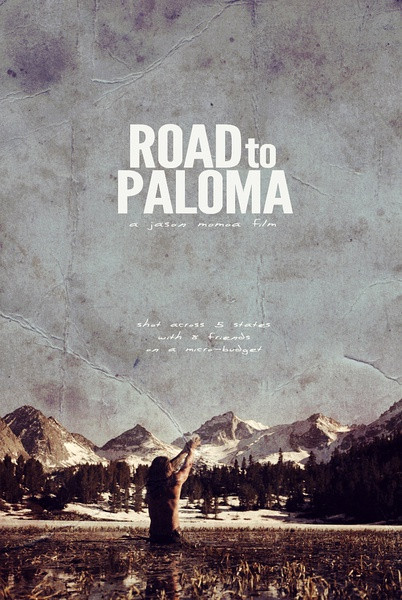 ROAD to
PALOMA
a jason momoa film
shot across 5 states
with 8 friends
on a micro-budget